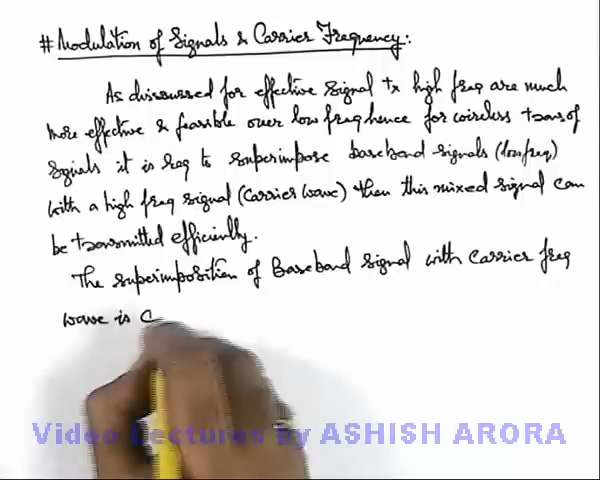 # Modulation of Signals & Carrier Frequency:
As discussed for effective signal tx high freq are much
more effective & feasible over low freq hence for wireless trans of
signals it is req to superimpose baseband signals (low freq)
with a high freq signal (carrier wave) then this mixed signal can
be transmitted efficiently.
The superimposition of Baseband signal with carrier freq
wave is C
Video Lectures by ASHISH ARORA